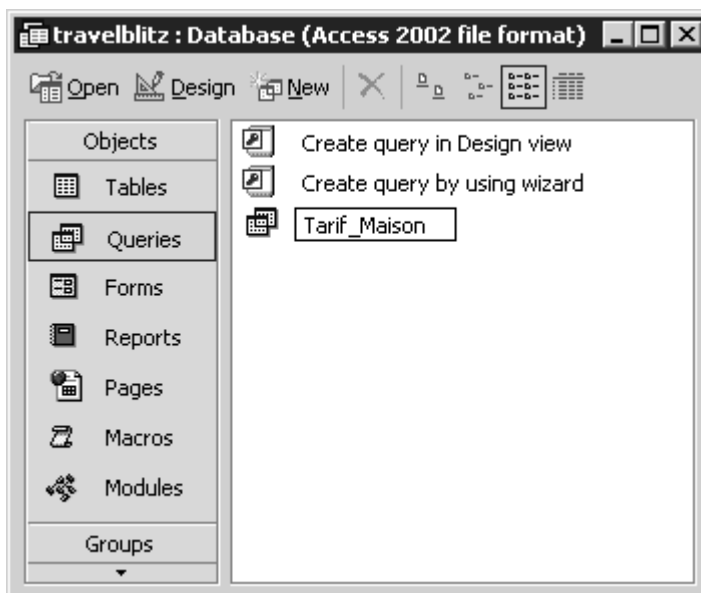 travelblitz : Database (Access 2002 file format)
Open Design New
Objects
Tables
Queries
Forms
Reports
Pages
Macros
Modules
Groups
Create query in Design view
Create query by using wizard
Tarif_Maison